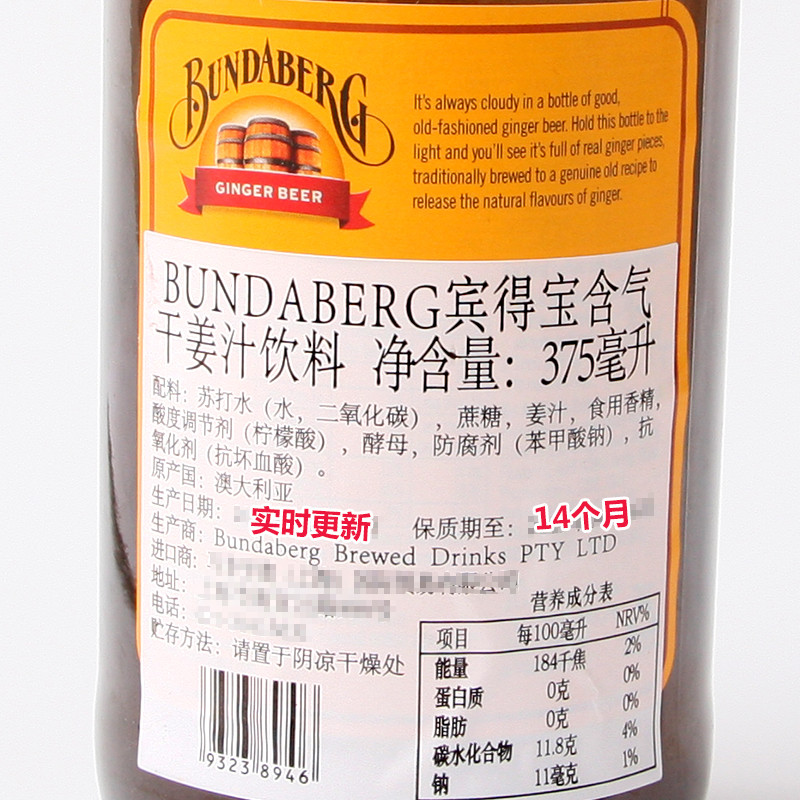 BUNDABERG
GINGER BEER
It's always cloudy in a bottle of good,
old-fashioned ginger beer. Hold this bottle to the
light and you'll see it's full of real ginger pieces,
traditionally brewed to a genuine old recipe to
release the natural flavours of ginger.
BUNDABERG宾得宝含气
干姜汁饮料 净含量：375毫升
配料：苏打水（水，二氧化碳），蔗糖，姜汁，食用香精，
酸度调节剂（柠檬酸），酵母，防腐剂（苯甲酸钠），抗
氧化剂（抗坏血酸）。
原产国：澳大利亚
生产日期： 实时更新 保质期至：14个月
生产商：Bundaberg Brewed Drinks PTY LTD
进口商：
地址：
电话：
贮存方法：请置于阴凉干燥处
营养成分表
项目 每100毫升 NRV%
能量 184千焦 2%
蛋白质 0克 0%
脂肪 0克 0%
碳水化合物 11.8克 4%
钠 11毫克 1%
9323 8946